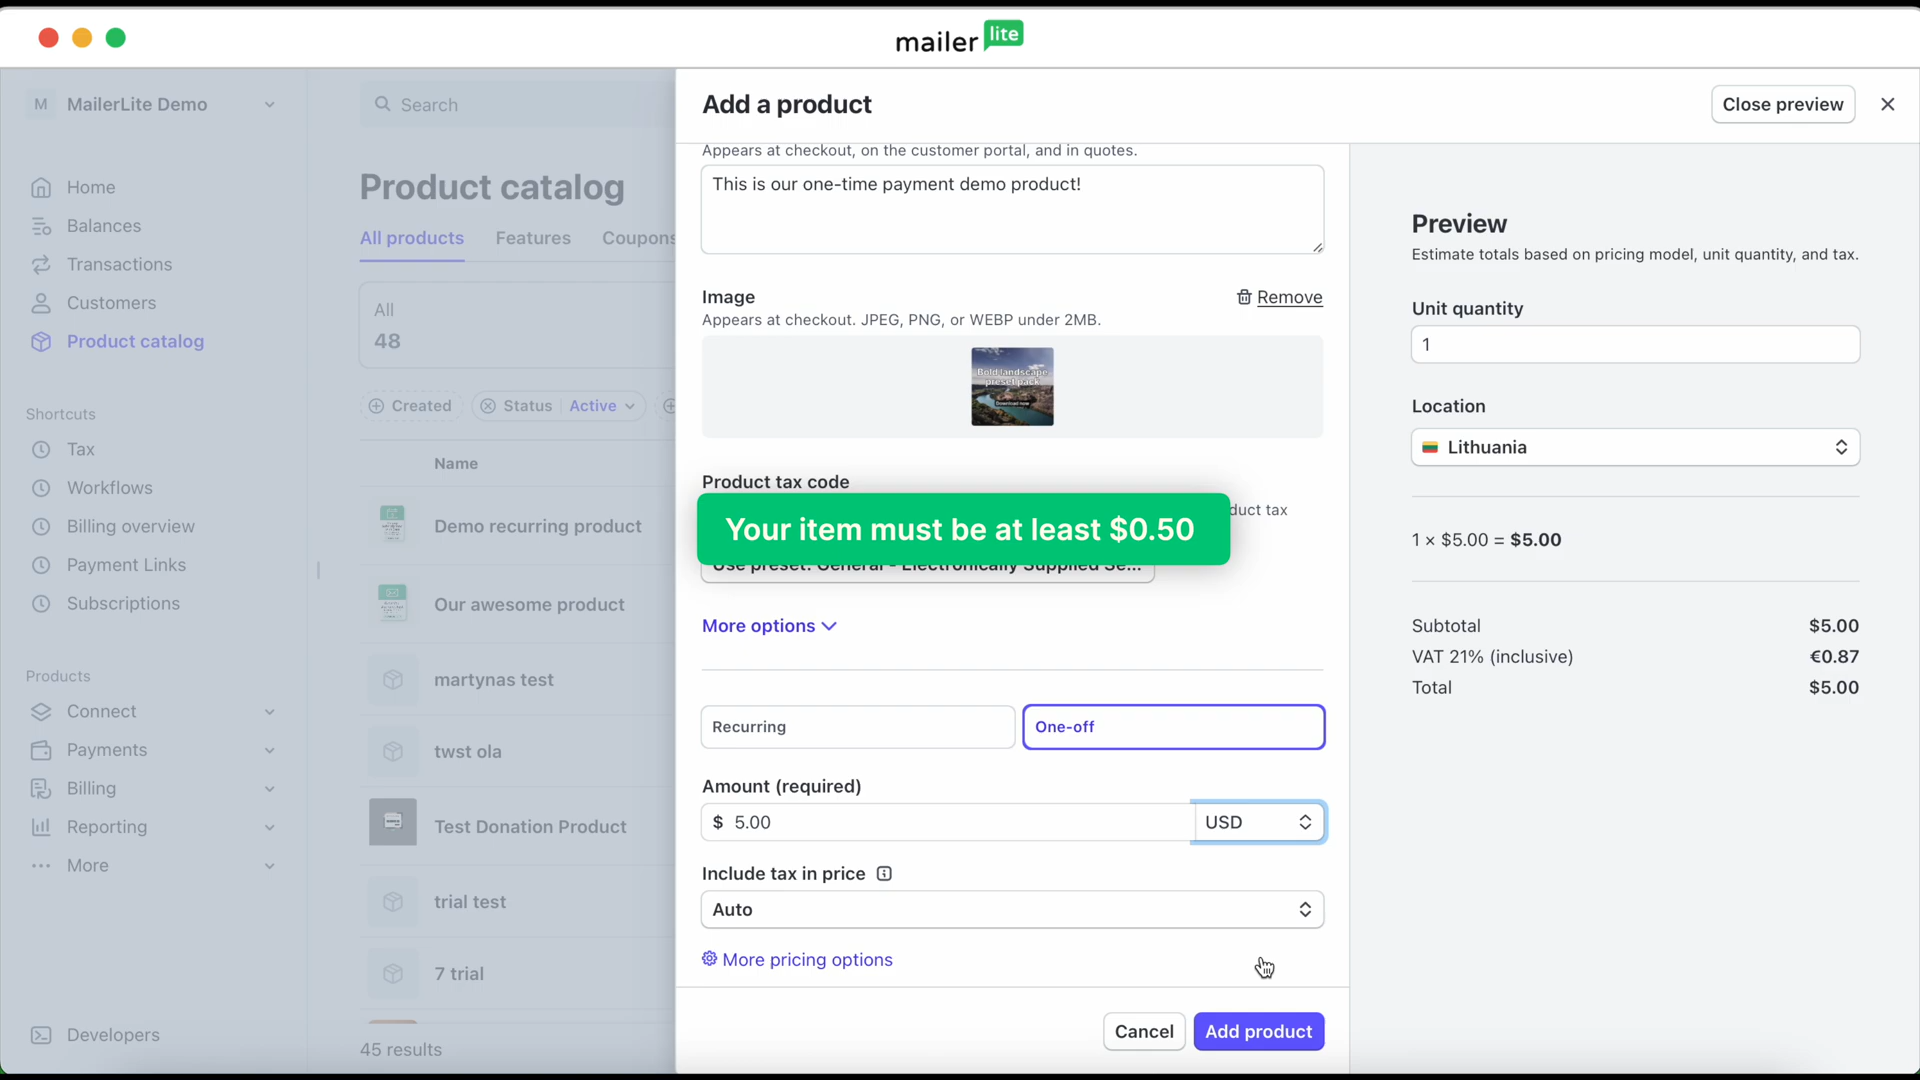 mailer lite
M MailerLite Demo
Search
Add a product
Close preview
Home
Balances
Transactions
Customers
Product catalog
Shortcuts
Tax
Workflows
Billing overview
Payment Links
Subscriptions
Products
Connect
Payments
Billing
Reporting
More
Developers
Product catalog
All products Features Coupons
All
48
Created Status Active
Name
Demo recurring product
Our awesome product
martynas test
twst ola
Test Donation Product
trial test
7 trial
45 results
Appears at checkout, on the customer portal, and in quotes.
This is our one-time payment demo product!
Image Remove
Appears at checkout. JPEG, PNG, or WEBP under 2MB.
Bold landscape
preset pack
Download now
Product tax code
duct tax
Your item must be at least $0.50
Use preset: General - Electronically Supplied Se...
More options
Recurring One-off
Amount (required)
$ 5.00 USD
Include tax in price
Auto
More pricing options
Cancel Add product
Preview
Estimate totals based on pricing model, unit quantity, and tax.
Unit quantity
1
Location
Lithuania
1 × $5.00 = $5.00
Subtotal $5.00
VAT 21% (inclusive) €0.87
Total $5.00